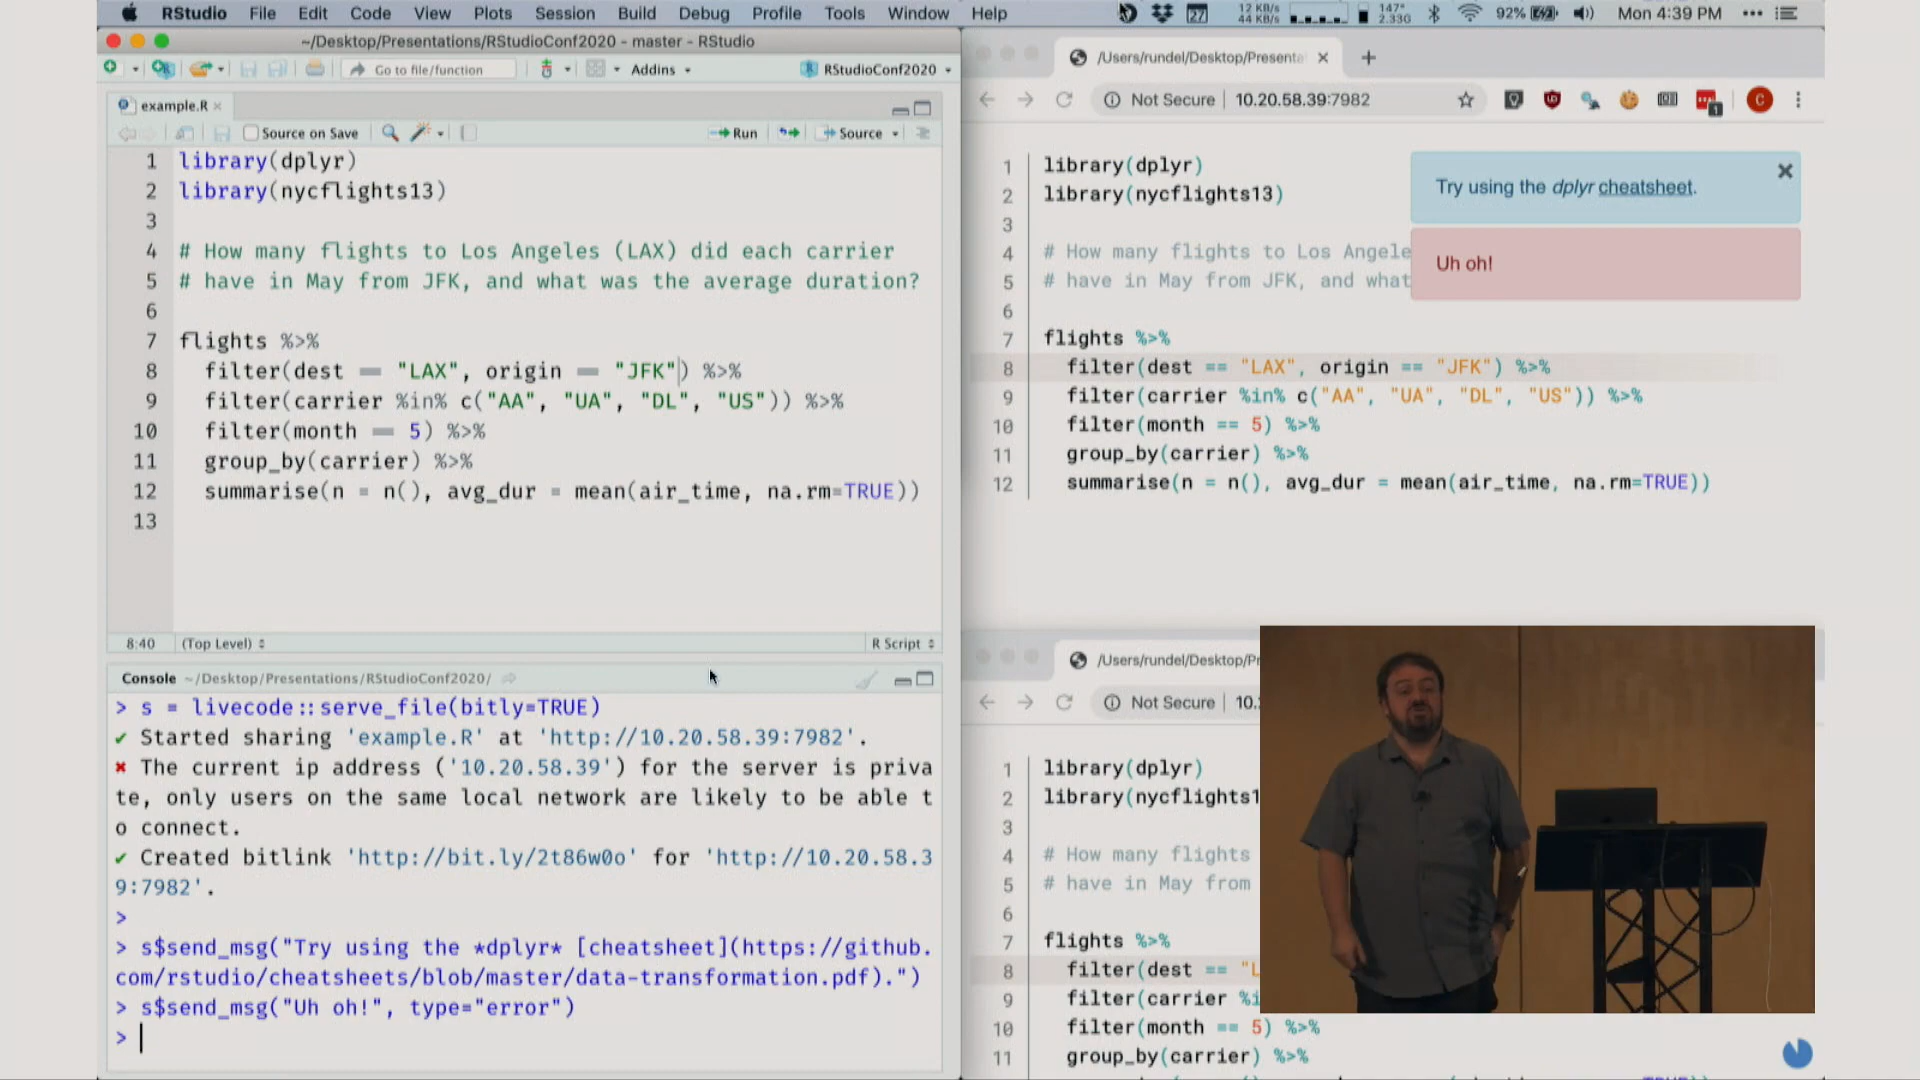 RStudio File Edit Code View Plots Session Build Debug Profile Tools Window Help
27 12 KB/s 44 KB/s 147° 2.33G 92% Mon 4:39 PM
~/Desktop/Presentations/RStudioConf2020 - master - RStudio
Go to file/function Addins RStudioConf2020
example.R
Source on Save Run Source
1 library(dplyr)
2 library(nycflights13)
3
4 # How many flights to Los Angeles (LAX) did each carrier
5 # have in May from JFK, and what was the average duration?
6
7 flights %>%
8 filter(dest == "LAX", origin == "JFK") %>%
9 filter(carrier %in% c("AA", "UA", "DL", "US")) %>%
10 filter(month == 5) %>%
11 group_by(carrier) %>%
12 summarise(n = n(), avg_dur = mean(air_time, na.rm=TRUE))
13
8:40 (Top Level) R Script
Console ~/Desktop/Presentations/RStudioConf2020/
> s = livecode::serve_file(bitly=TRUE)
✔ Started sharing 'example.R' at 'http://10.20.58.39:7982'.
✖ The current ip address ('10.20.58.39') for the server is priva
te, only users on the same local network are likely to be able t
o connect.
✔ Created bitlink 'http://bit.ly/2t86w0o' for 'http://10.20.58.3
9:7982'.
>
> s$send_msg("Try using the *dplyr* [cheatsheet](https://github.
com/rstudio/cheatsheets/blob/master/data-transformation.pdf).")
> s$send_msg("Uh oh!", type="error")
>
/Users/rundel/Desktop/Presenta
Not Secure 10.20.58.39:7982 C
1 library(dplyr)
2 library(nycflights13)
3
4 # How many flights to Los Angele
5 # have in May from JFK, and what
6
7 flights %>%
8 filter(dest == "LAX", origin == "JFK") %>%
9 filter(carrier %in% c("AA", "UA", "DL", "US")) %>%
10 filter(month == 5) %>%
11 group_by(carrier) %>%
12 summarise(n = n(), avg_dur = mean(air_time, na.rm=TRUE))
Try using the dplyr cheatsheet.
Uh oh!
/Users/rundel/Desktop/Pr
Not Secure 10.
1 library(dplyr)
2 library(nycflights1
3
4 # How many flights
5 # have in May from
6
7 flights %>%
8 filter(dest == "L
9 filter(carrier %i
10 filter(month == 5) %>%
11 group_by(carrier) %>%